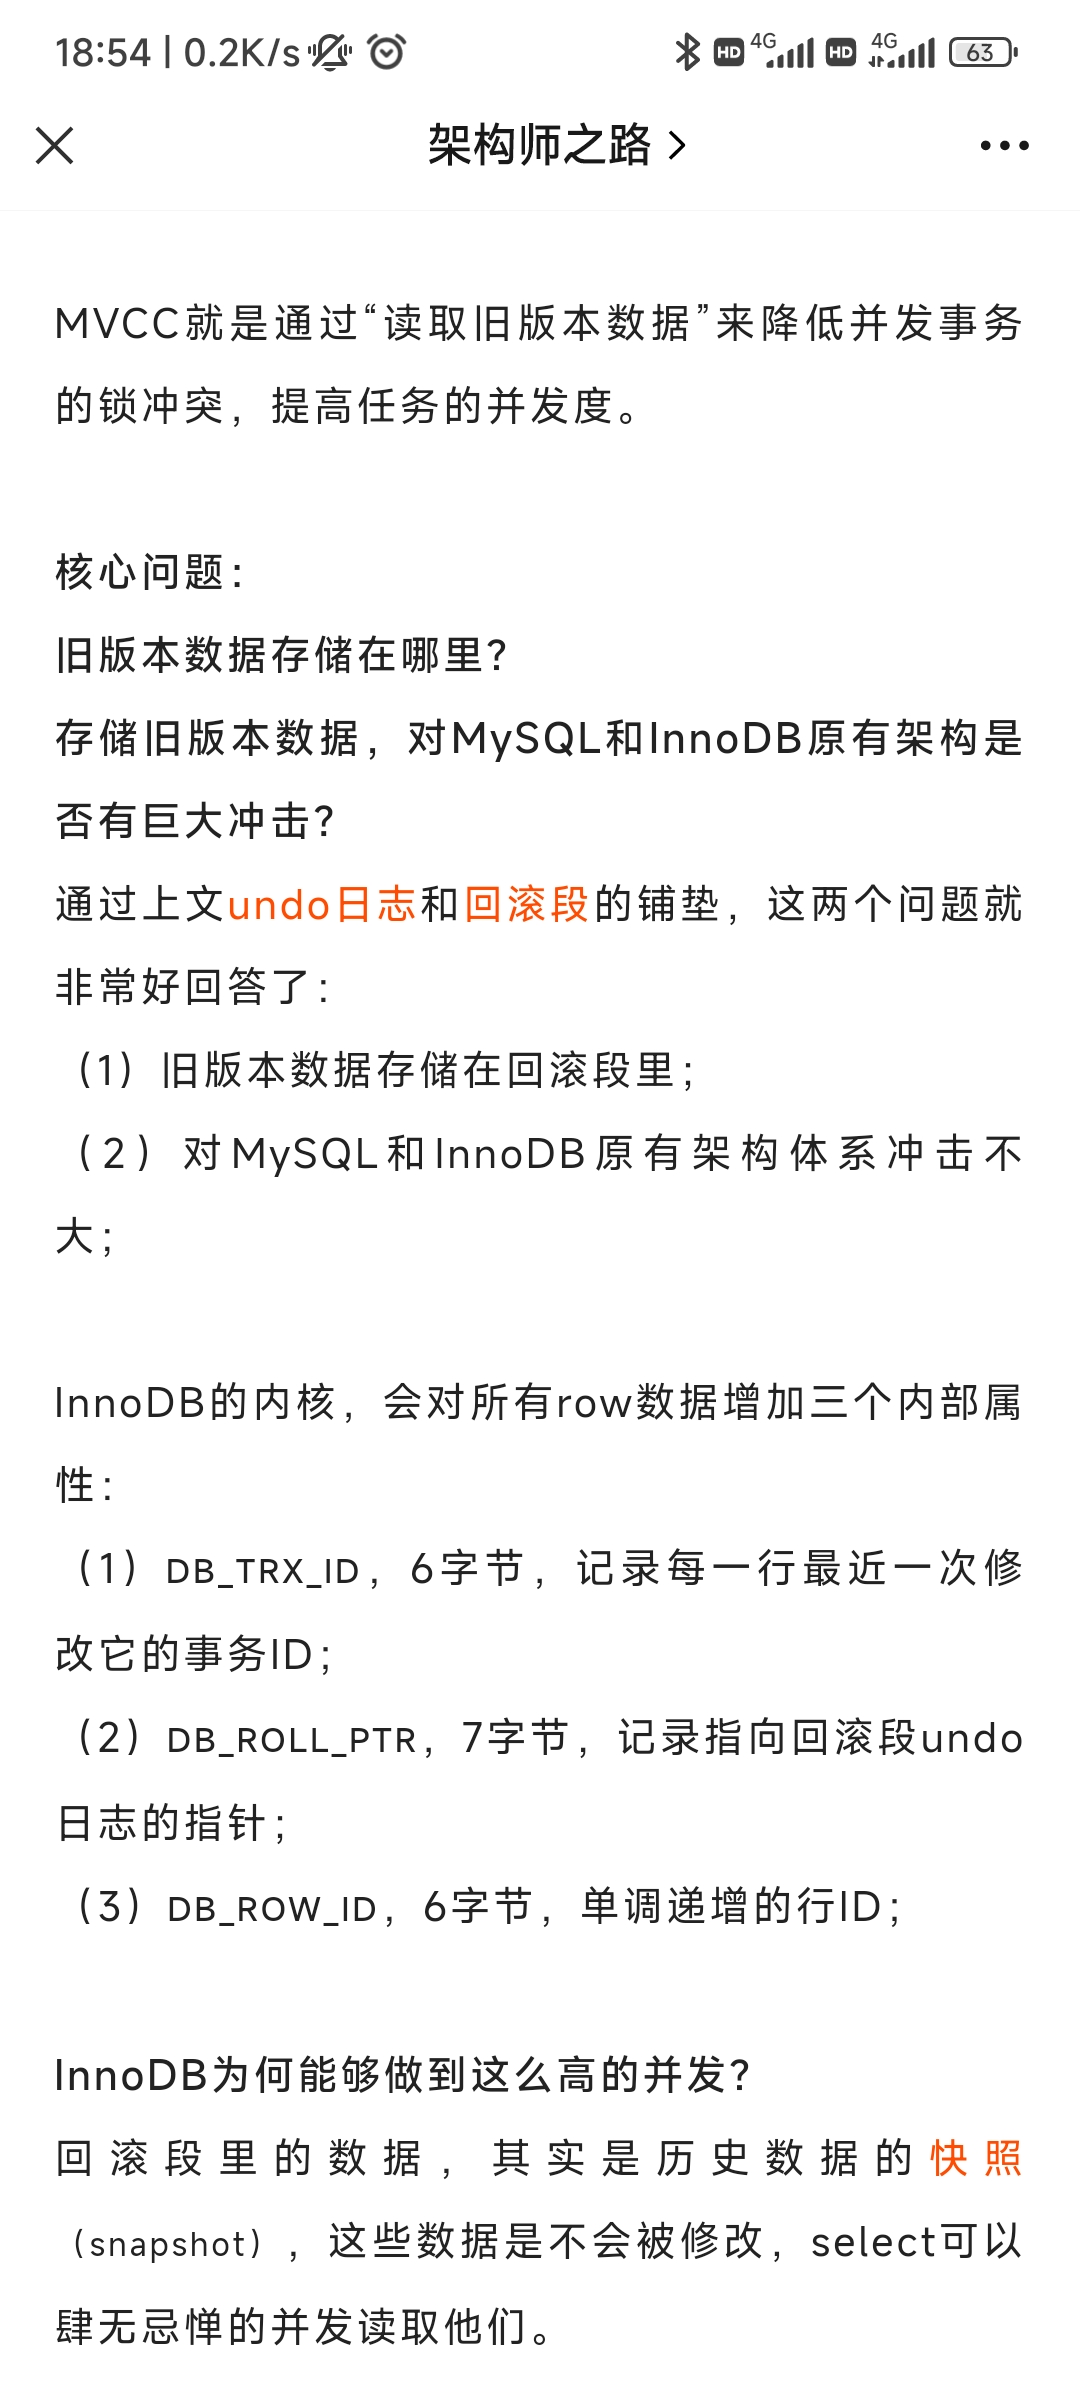 18:54 | 0.2K/s HD 4G HD 4G 63
架构师之路
MVCC就是通过“读取旧版本数据”来降低并发事务
的锁冲突，提高任务的并发度。
核心问题：
旧版本数据存储在哪里？
存储旧版本数据，对MySQL和InnoDB原有架构是
否有巨大冲击？
通过上文undo日志和回滚段的铺垫，这两个问题就
非常好回答了：
（1）旧版本数据存储在回滚段里；
（2）对MySQL和InnoDB原有架构体系冲击不
大；
InnoDB的内核，会对所有row数据增加三个内部属
性：
（1）DB_TRX_ID，6字节，记录每一行最近一次修
改它的事务ID；
（2）DB_ROLL_PTR，7字节，记录指向回滚段undo
日志的指针；
（3）DB_ROW_ID，6字节，单调递增的行ID；
InnoDB为何能够做到这么高的并发？
回滚段里的数据，其实是历史数据的快照
（snapshot），这些数据是不会被修改，select可以
肆无忌惮的并发读取他们。